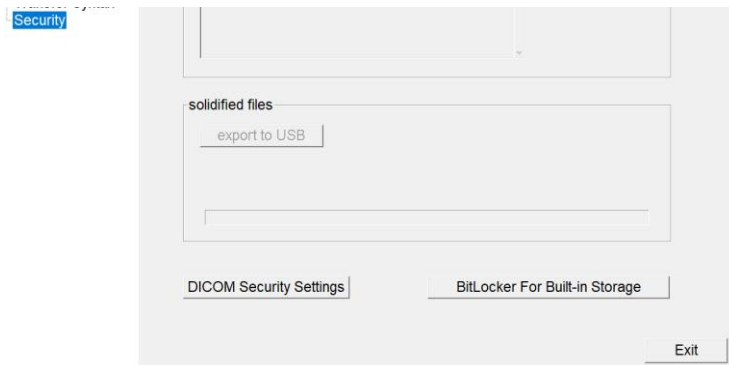 Security
solidified files
export to USB
DICOM Security Settings
BitLocker For Built-in Storage
Exit